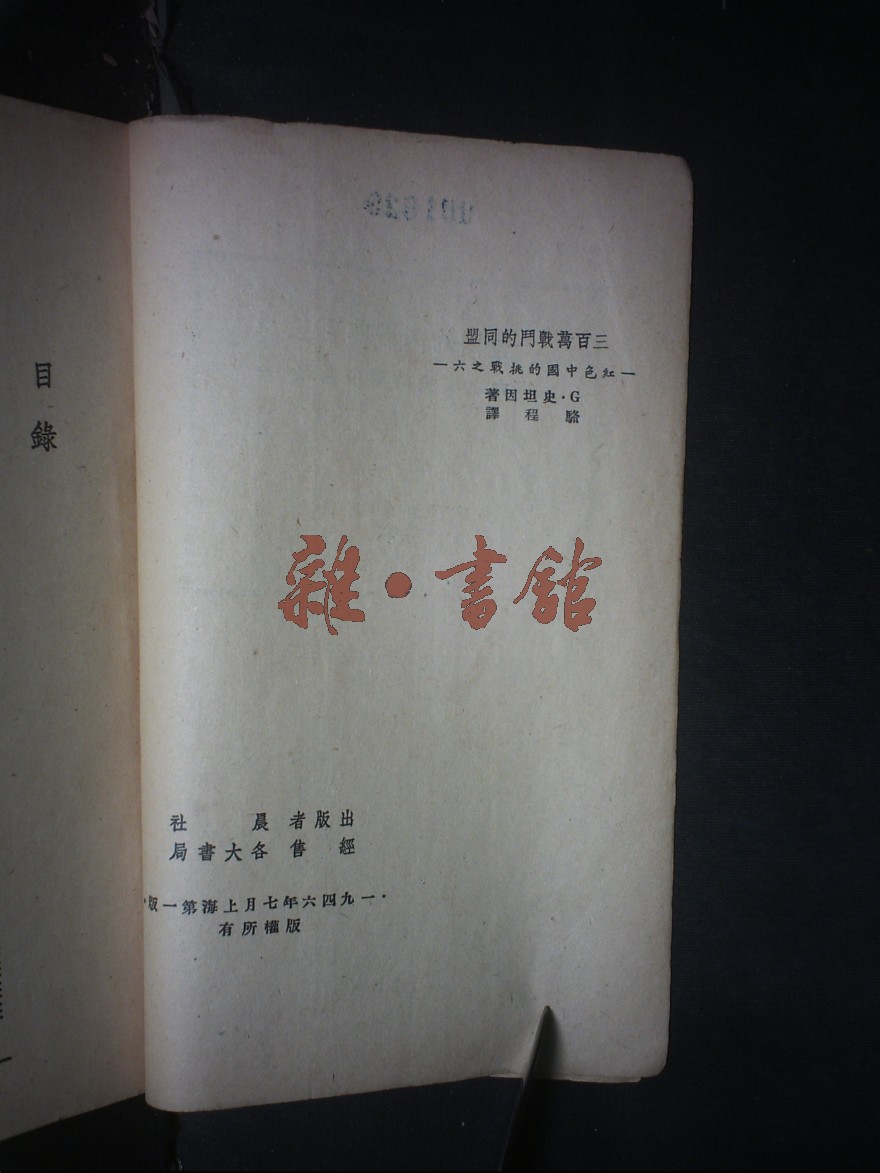 三百萬戰鬥的同盟
—紅色中國的挑戰之六—
G·史坦因著
駱程譯
雜·書館
出版者 晨社
經售 各大書局
·一九四六年七月上海第一版·
版權所有
目錄